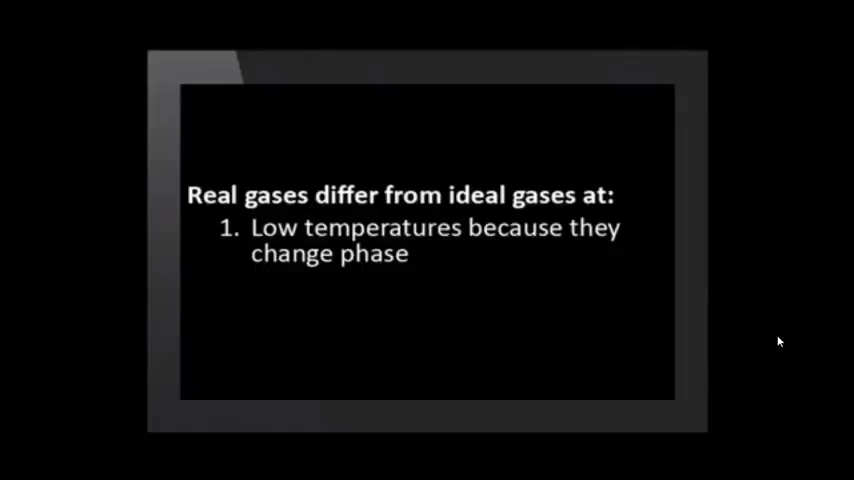 Real gases differ from ideal gases at:
1. Low temperatures because they
change phase